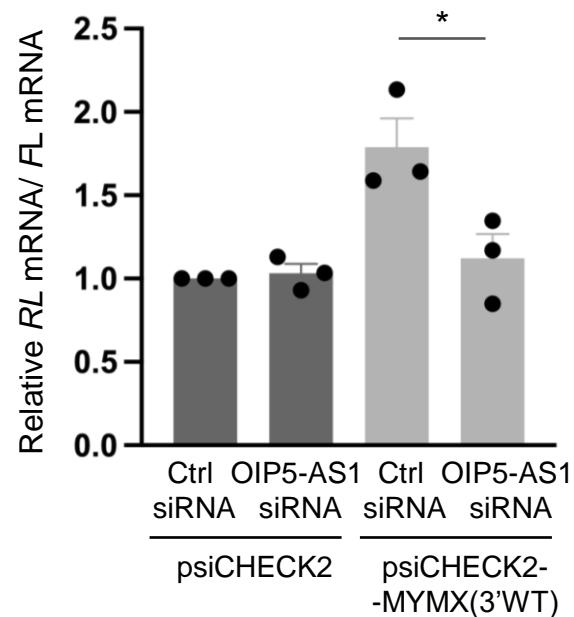 Relative RL mRNA/ FL mRNA
*
2.5
2.0
1.5
1.0
0.5
0.0
Ctrl siRNA
OIP5-AS1 siRNA
Ctrl siRNA
OIP5-AS1 siRNA
psiCHECK2
psiCHECK2-
-MYMX(3'WT)